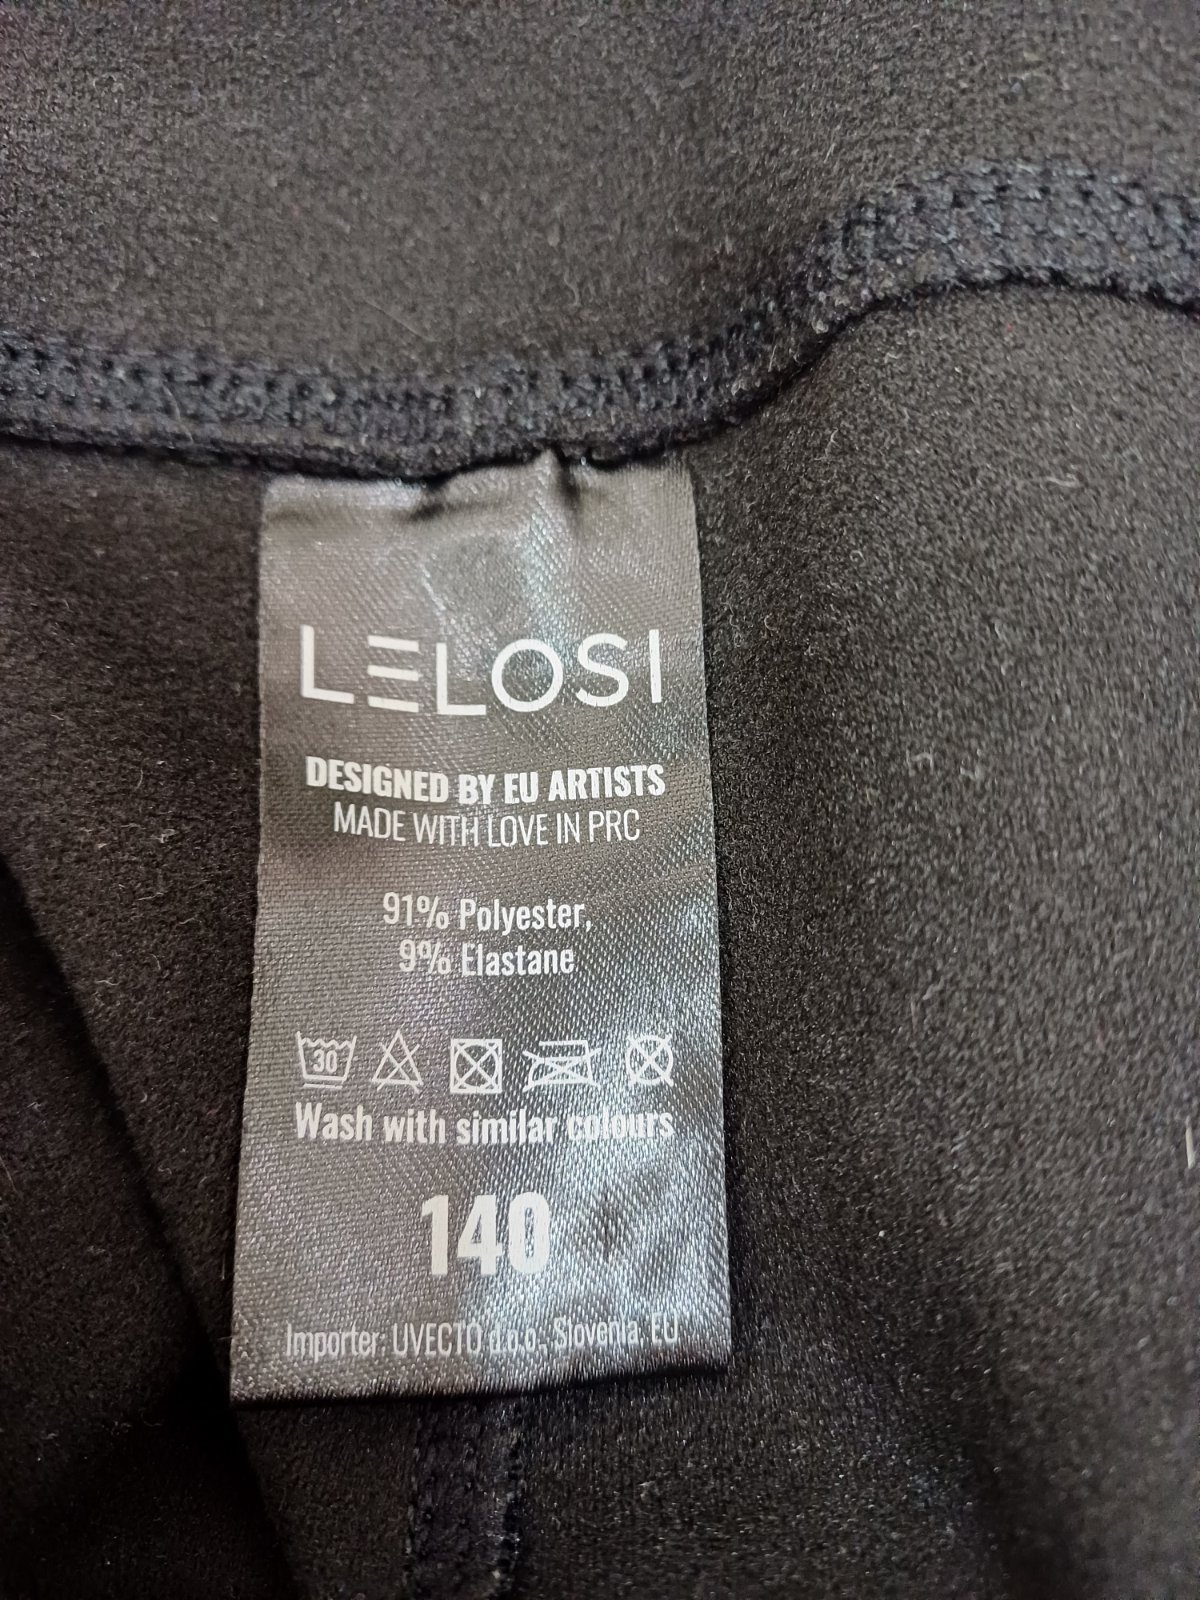 LELOSI
DESIGNED BY EU ARTISTS
MADE WITH LOVE IN PRC
91% Polyester,
9% Elastane
30
Wash with similar colours
140
Importer: UVECTO d.o.o., Slovenia, EU